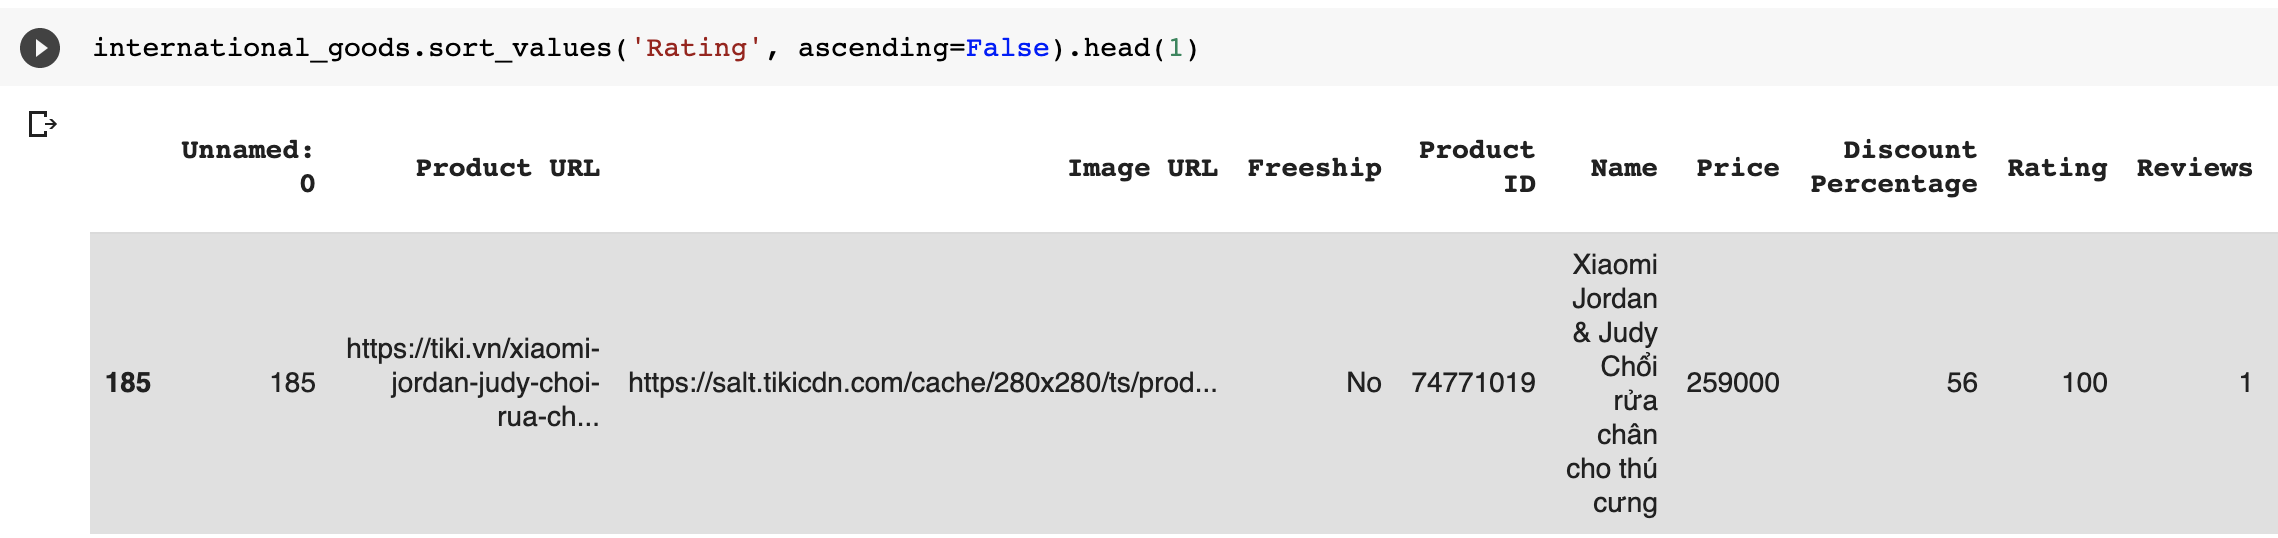 international_goods.sort_values('Rating', ascending=False).head(1)
Unnamed: 0 Product URL Image URL Freeship Product ID Name Price Discount Percentage Rating Reviews
185 185 https://tiki.vn/xiaomi-jordan-judy-choi-rua-ch... https://salt.tikicdn.com/cache/280x280/ts/prod... No 74771019 Xiaomi Jordan & Judy Chổi rửa chân cho thú cưng 259000 56 100 1